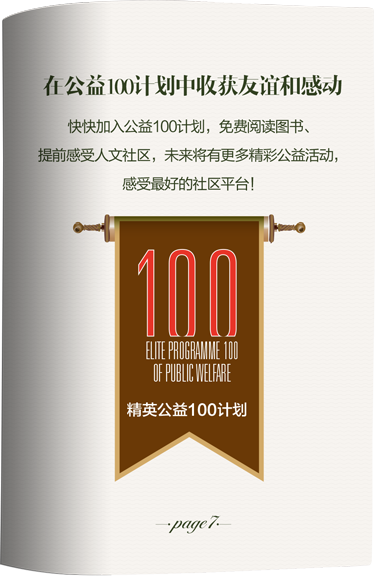 在公益100计划中收获友谊和感动
快快加入公益100计划，免费阅读图书、
提前感受人文社区，未来将有更多精彩公益活动，
感受最好的社区平台！
100
ELITE PROGRAMME 100
OF PUBLIC WELFARE
精英公益100计划
page7